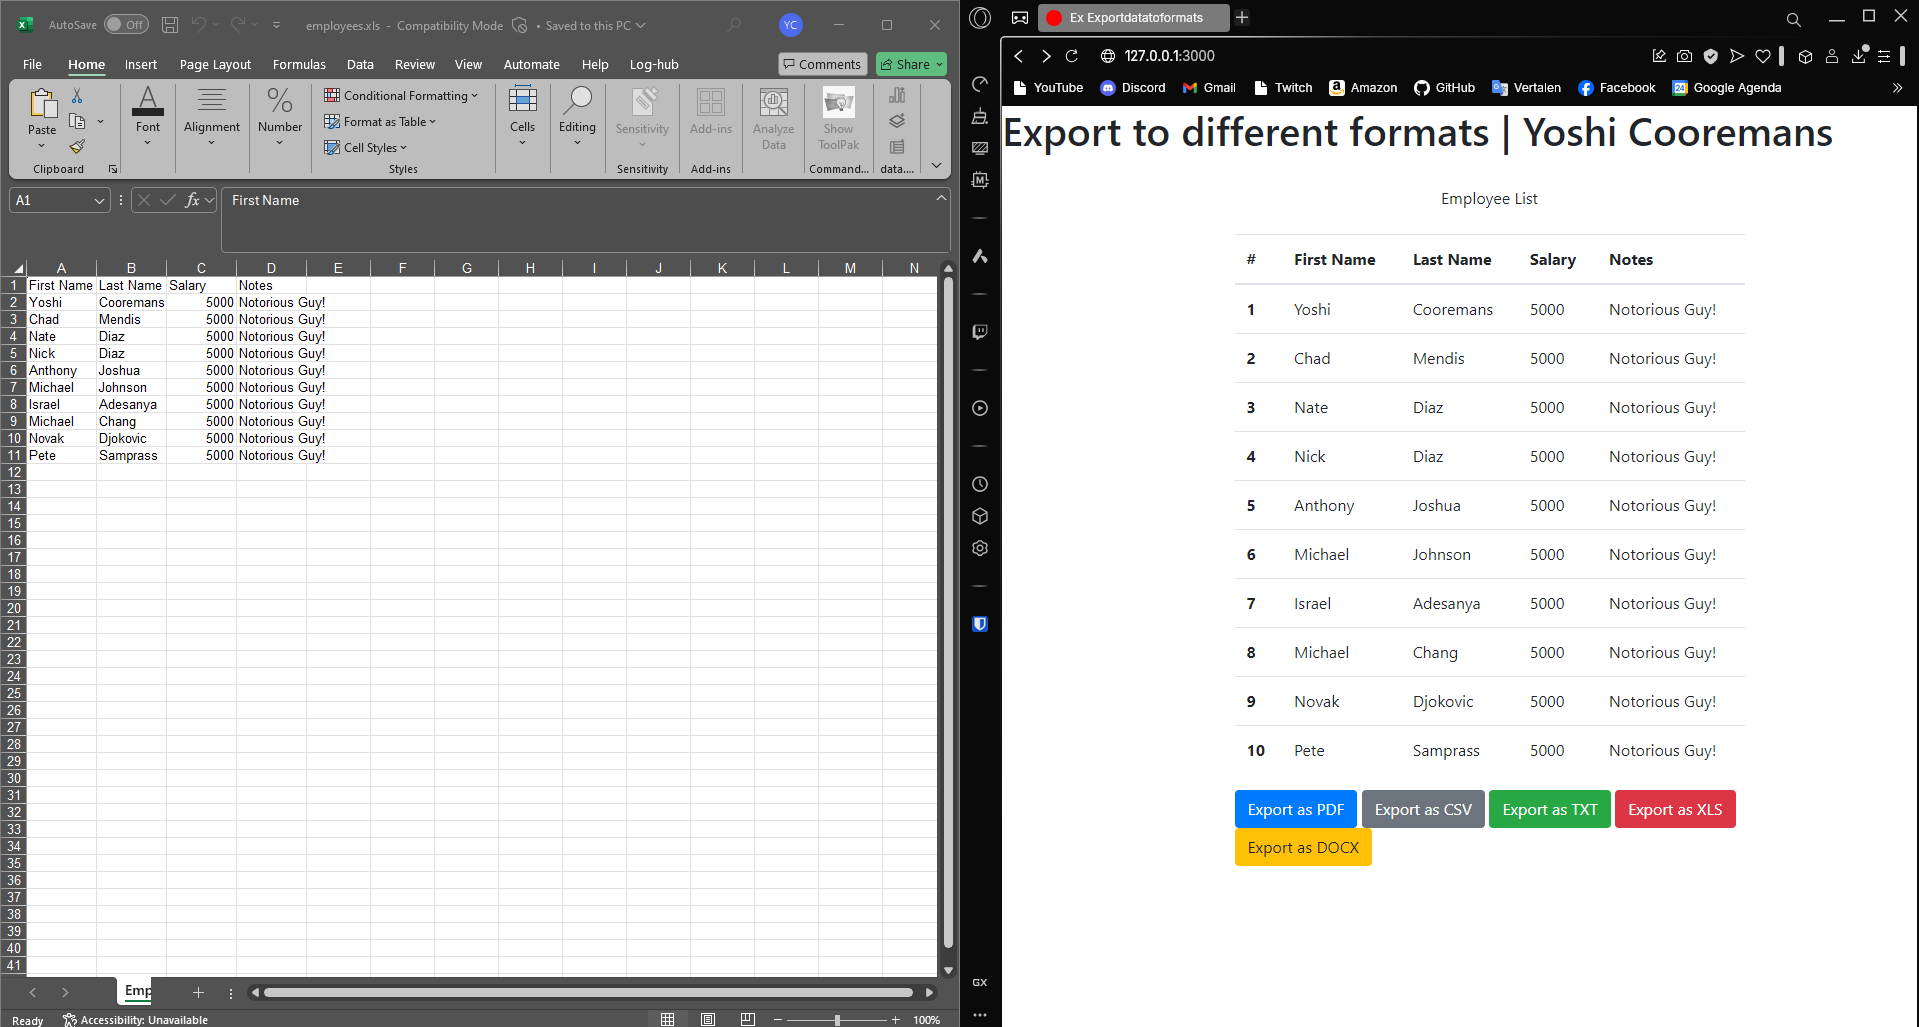 AutoSave Off employees.xls - Compatibility Mode • Saved to this PC YC
File Home Insert Page Layout Formulas Data Review View Automate Help Log-hub Comments Share
Paste Font Alignment Number Conditional Formatting Format as Table Cell Styles Cells Editing Sensitivity Add-ins Analyze Data Show ToolPak
Clipboard Styles Sensitivity Add-ins Command... data....
A1 fx First Name
A B C D E F G H I J K L M N
1 First Name Last Name Salary Notes
2 Yoshi Cooremans 5000 Notorious Guy!
3 Chad Mendis 5000 Notorious Guy!
4 Nate Diaz 5000 Notorious Guy!
5 Nick Diaz 5000 Notorious Guy!
6 Anthony Joshua 5000 Notorious Guy!
7 Michael Johnson 5000 Notorious Guy!
8 Israel Adesanya 5000 Notorious Guy!
9 Michael Chang 5000 Notorious Guy!
10 Novak Djokovic 5000 Notorious Guy!
11 Pete Samprass 5000 Notorious Guy!
12
13
14
15
16
17
18
19
20
21
22
23
24
25
26
27
28
29
30
31
32
33
34
35
36
37
38
39
40
41
Emp
Ready Accessibility: Unavailable 100%
Ex Exportdatatoformats
127.0.0.1:3000
YouTube Discord Gmail Twitch Amazon GitHub Vertalen Facebook 24 Google Agenda
GX
Export to different formats | Yoshi Cooremans
Employee List
# First Name Last Name Salary Notes
1 Yoshi Cooremans 5000 Notorious Guy!
2 Chad Mendis 5000 Notorious Guy!
3 Nate Diaz 5000 Notorious Guy!
4 Nick Diaz 5000 Notorious Guy!
5 Anthony Joshua 5000 Notorious Guy!
6 Michael Johnson 5000 Notorious Guy!
7 Israel Adesanya 5000 Notorious Guy!
8 Michael Chang 5000 Notorious Guy!
9 Novak Djokovic 5000 Notorious Guy!
10 Pete Samprass 5000 Notorious Guy!
Export as PDF Export as CSV Export as TXT Export as XLS
Export as DOCX